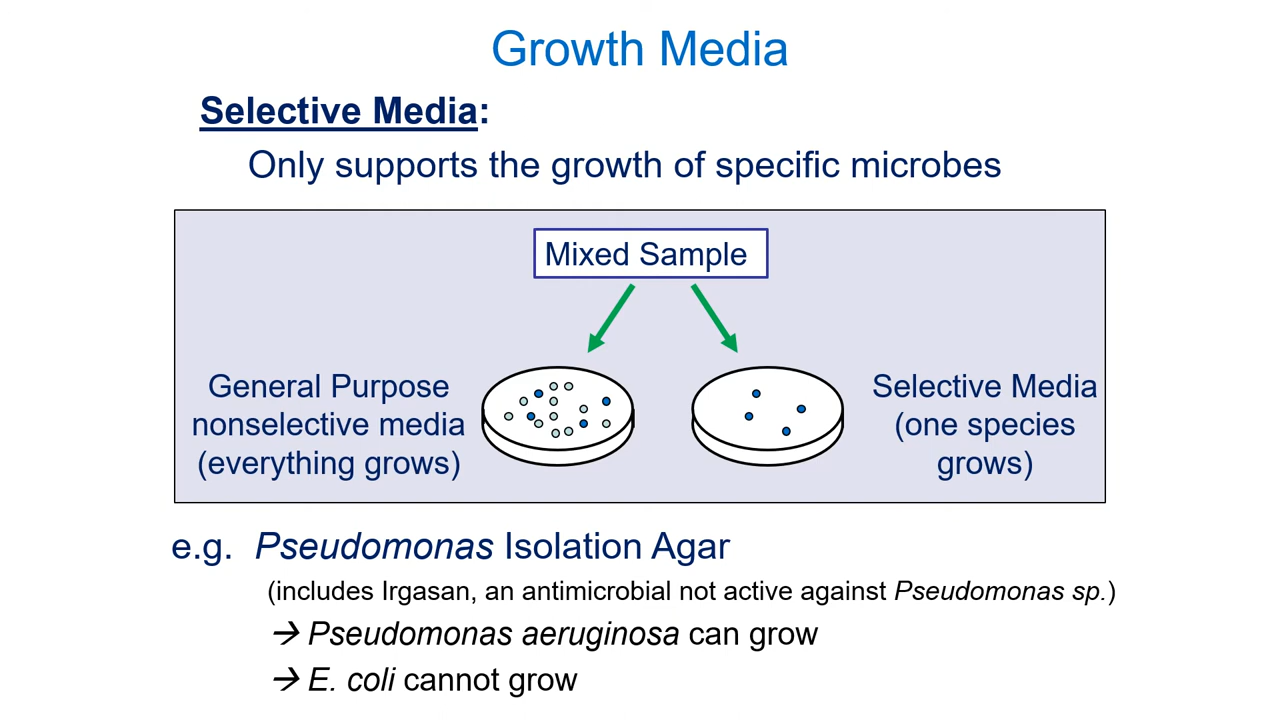 Growth Media
Selective Media:
Only supports the growth of specific microbes
Mixed Sample
General Purpose
nonselective media
(everything grows)
Selective Media
(one species
grows)
e.g. Pseudomonas Isolation Agar
(includes Irgasan, an antimicrobial not active against Pseudomonas sp.)
→ Pseudomonas aeruginosa can grow
→ E. coli cannot grow